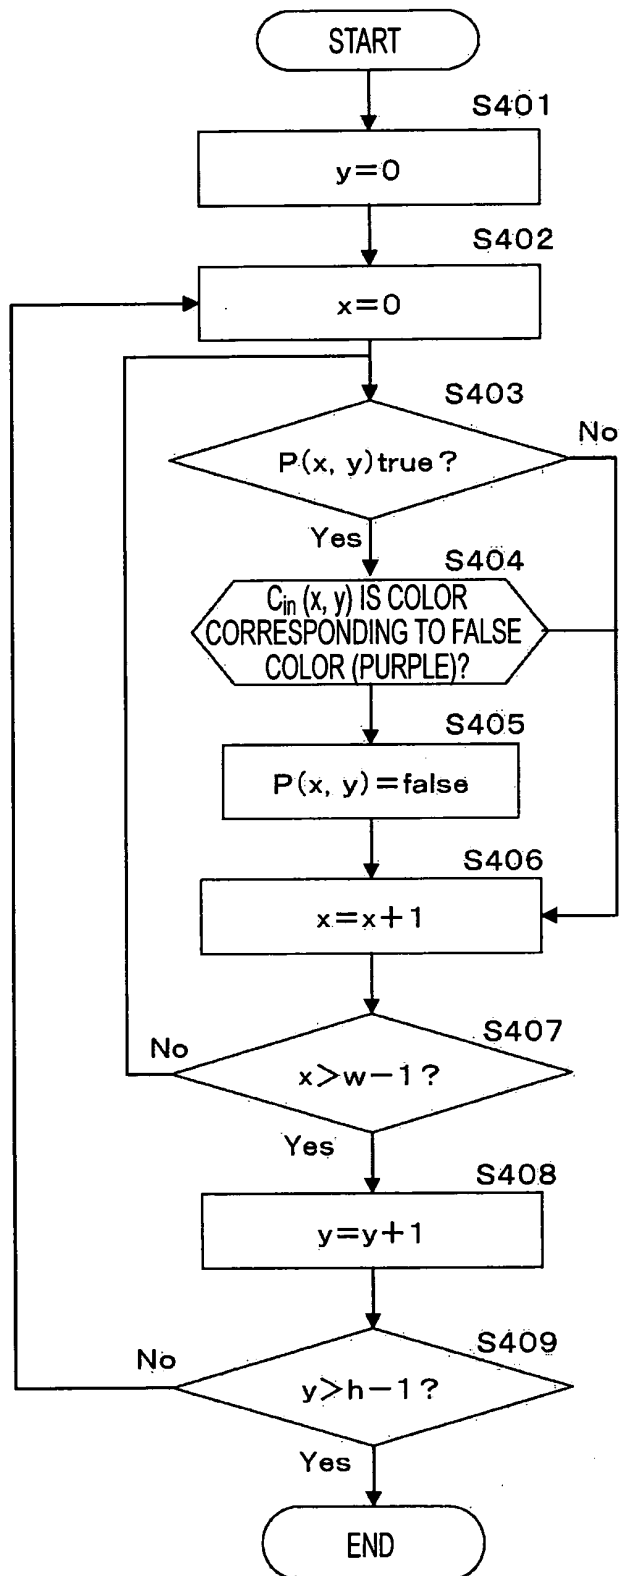 START
S401
y=0
S402
x=0
S403
No
P(x, y)true?
Yes
S404
Cin (x, y) IS COLOR
CORRESPONDING TO FALSE
COLOR (PURPLE)?
S405
P(x, y)=false
S406
x=x+1
S407
No
x>w-1?
Yes
S408
y=y+1
S409
No
y>h-1?
Yes
END